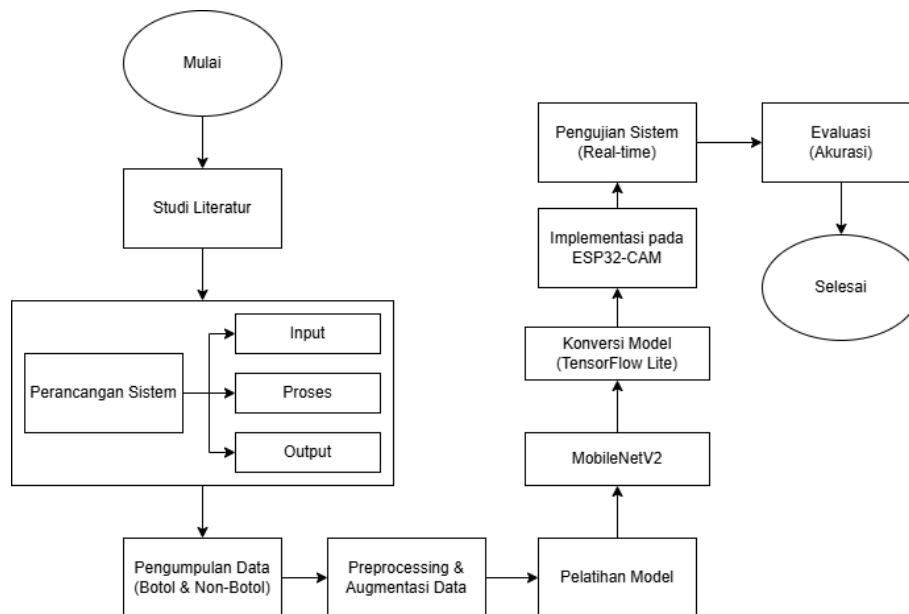 Mulai
Studi Literatur
Perancangan Sistem
Input
Proses
Output
Pengumpulan Data
(Botol & Non-Botol)
Preprocessing &
Augmentasi Data
Pelatihan Model
MobileNetV2
Konversi Model
(TensorFlow Lite)
Implementasi pada
ESP32-CAM
Pengujian Sistem
(Real-time)
Evaluasi
(Akurasi)
Selesai